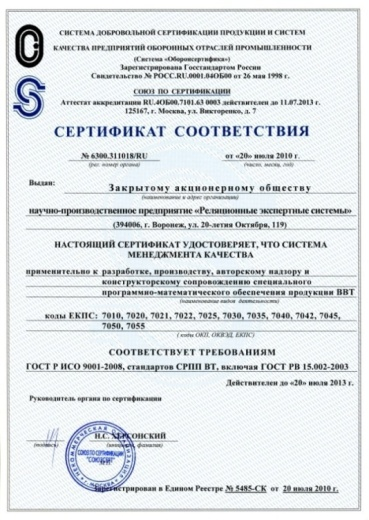 СИСТЕМА ДОБРОВОЛЬНОЙ СЕРТИФИКАЦИИ ПРОДУКЦИИ И СИСТЕМ
КАЧЕСТВА ПРЕДПРИЯТИЙ ОБОРОННЫХ ОТРАСЛЕЙ ПРОМЫШЛЕННОСТИ
(Система «Оборонсертифика»)
Зарегистрирована Госстандартом России
Свидетельство № РОСС.RU.0001.04ОБ00 от 26 мая 1998 г.
СОЮЗ ПО СЕРТИФИКАЦИИ
Аттестат аккредитации RU.4ОБ00.7101.63 0003 действителен до 11.07.2013 г.
125167, г. Москва, ул. Викторенко, д. 7
СЕРТИФИКАТ СООТВЕТСТВИЯ
№ 6300.311018/RU от «20» июля 2010 г.
(рег. номер органа) (число, месяц, год)
Выдан: Закрытому акционерному обществу
(наименование и адрес организации)
научно-производственное предприятие «Реляционные экспертные системы»
(394006, г. Воронеж, ул. 20-летия Октября, 119)
НАСТОЯЩИЙ СЕРТИФИКАТ УДОСТОВЕРЯЕТ, ЧТО СИСТЕМА
МЕНЕДЖМЕНТА КАЧЕСТВА
применительно к разработке, производству, авторскому надзору и
конструкторскому сопровождению специального
программно-математического обеспечения продукции ВВТ
(наименование видов деятельности)
коды ЕКПС: 7010, 7020, 7021, 7022, 7025, 7030, 7035, 7040, 7042, 7045,
7050, 7055
( коды ОКП, ОКВЭД, ЕКПС)
СООТВЕТСТВУЕТ ТРЕБОВАНИЯМ
ГОСТ Р ИСО 9001-2008, стандартов СРПП ВТ, включая ГОСТ РВ 15.002-2003
Действителен до «20» июля 2013 г.
Руководитель органа по сертификации
Н.С.
(подпись) фамилия)
СОЮЗ ПО СЕРТИФИКАЦИИ
Зарегистрирован в Едином Реестре № 5485-СК от 20 июля 2010 г.